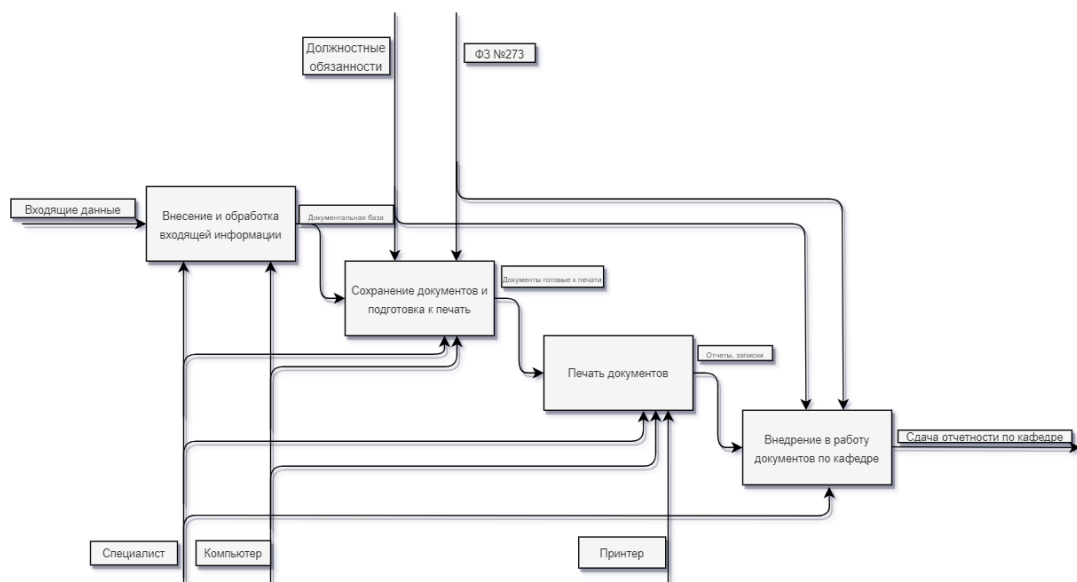 Должностные
обязанности
ФЗ №273
Входящие данные
Внесение и обработка
входящей информации
Документальная база
Сохранение документов и
подготовка к печать
Документы готовые к печати
Печать документов
Отчеты, записки
Внедрение в работу
документов по кафедре
Сдача отчетности по кафедре
Специалист
Компьютер
Принтер